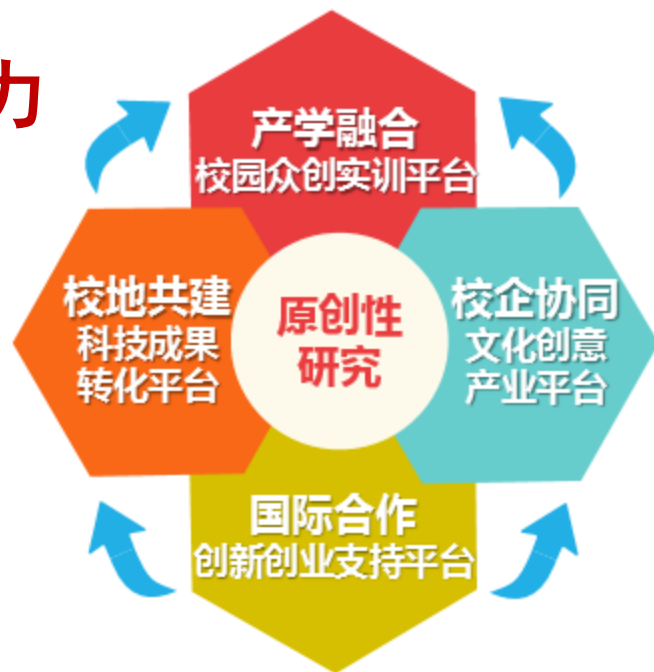 力
产学融合
校园众创实训平台
校地共建
科技成果
转化平台
原创性
研究
校企协同
文化创意
产业平台
国际合作
创新创业支持平台